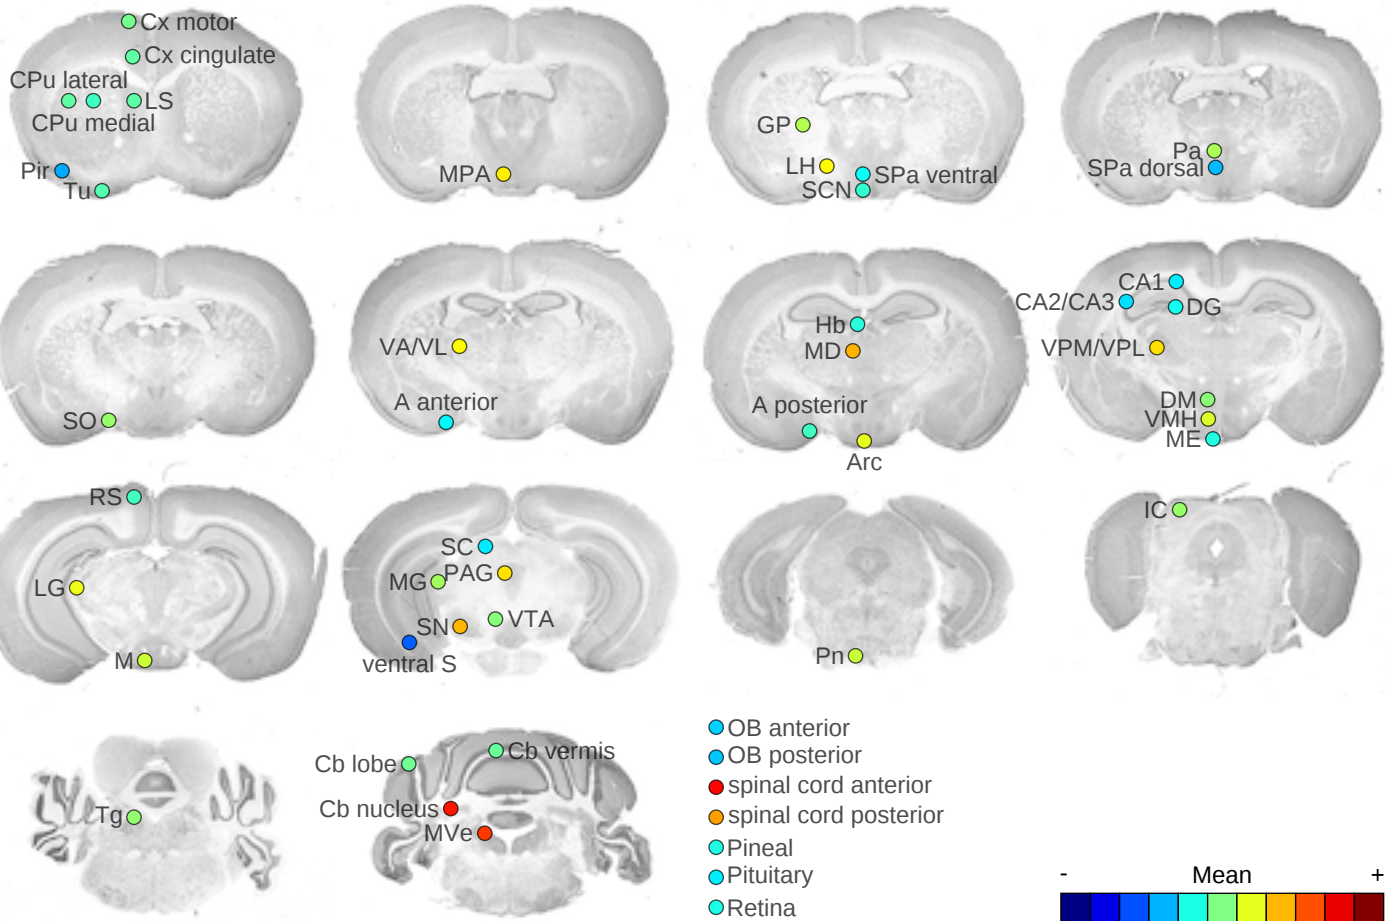 Cx motor
Cx cingulate
CPu lateral
LS
CPu medial
Pir
Tu
MPA
GP
LH
SPa ventral
SCN
Pa
SPa dorsal
SO
VA/VL
A anterior
Hb
MD
A posterior
Arc
CA1
CA2/CA3
DG
VPM/VPL
DM
VMH
ME
RS
LG
M
SC
PAG
MG
VTA
SN
ventral S
Pn
IC
Tg
Cb lobe
Cb vermis
Cb nucleus
MVe
OB anterior
OB posterior
spinal cord anterior
spinal cord posterior
Pineal
Pituitary
Retina
- Mean +